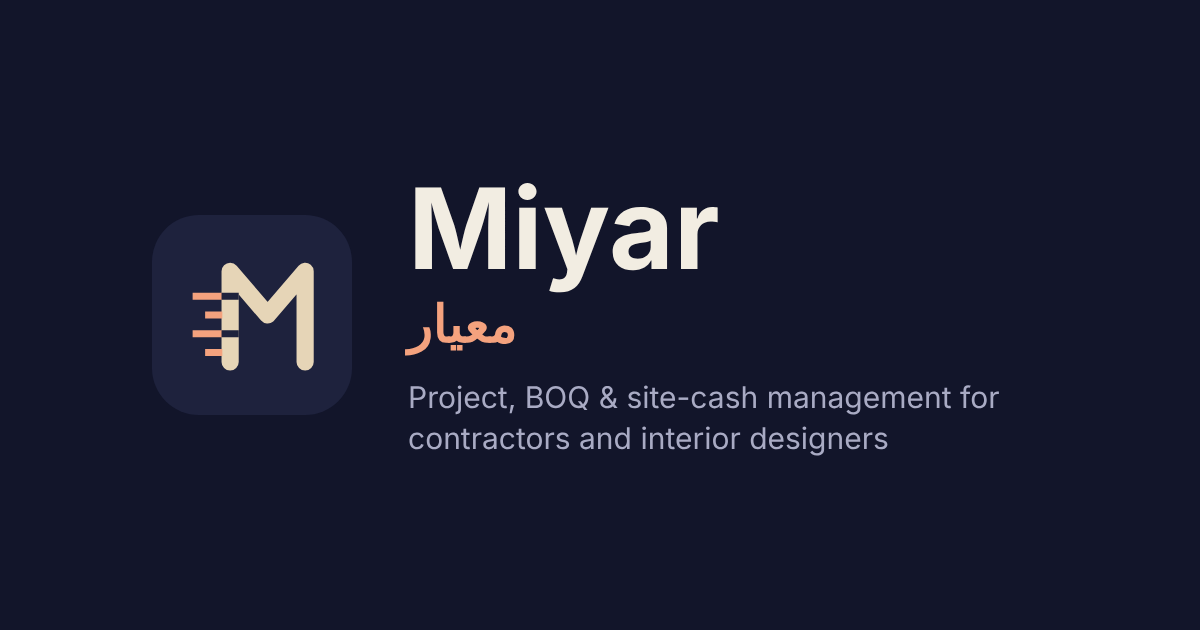 M
Miyar
معيار
Project, BOQ & site-cash management for
contractors and interior designers